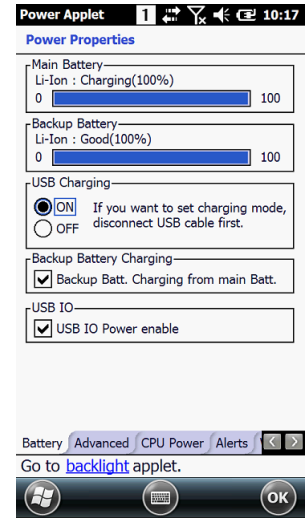 Power Applet 1 10:17
Power Properties
Main Battery
Li-Ion : Charging(100%)
0 100
Backup Battery
Li-Ion : Good(100%)
0 100
USB Charging
ON If you want to set charging mode,
OFF disconnect USB cable first.
Backup Battery Charging
Backup Batt. Charging from main Batt.
USB IO
USB IO Power enable
Battery Advanced CPU Power Alerts
Go to backlight applet.
OK